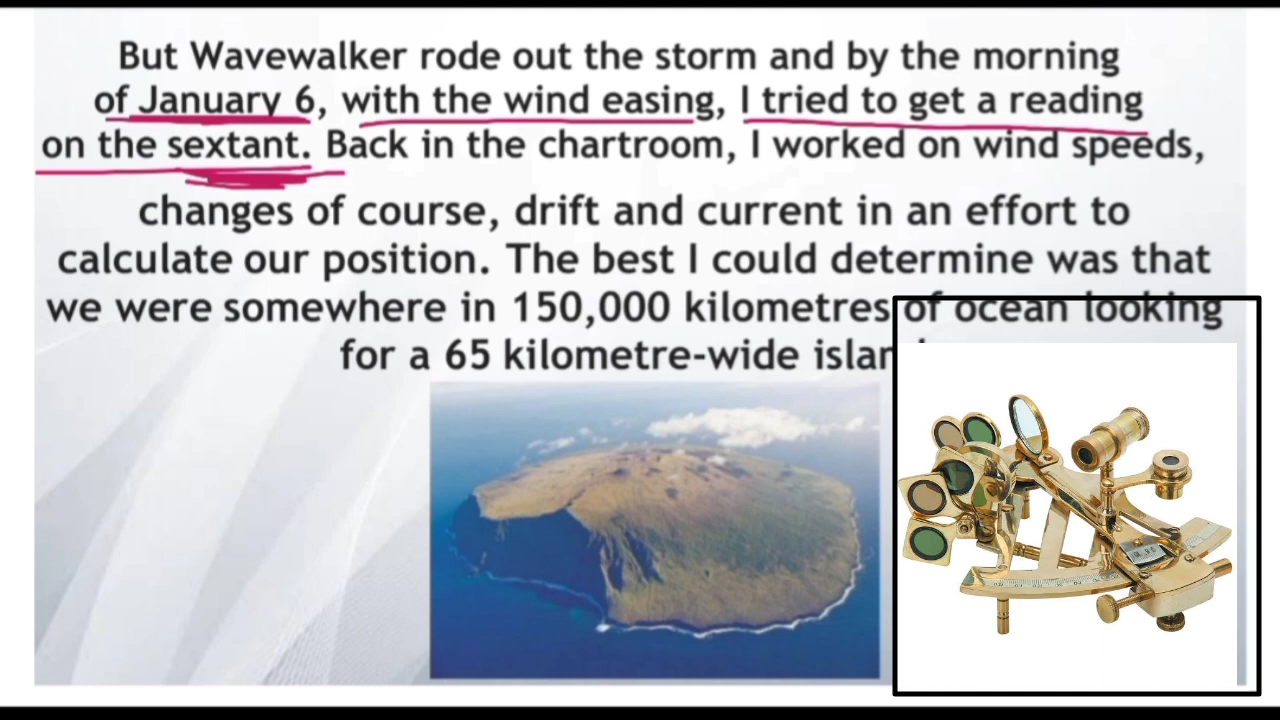 But Wavewalker rode out the storm and by the morning
of January 6, with the wind easing, I tried to get a reading
on the sextant. Back in the chartroom, I worked on wind speeds,
changes of course, drift and current in an effort to
calculate our position. The best I could determine was that
we were somewhere in 150,000 kilometres of ocean looking
for a 65 kilometre-wide